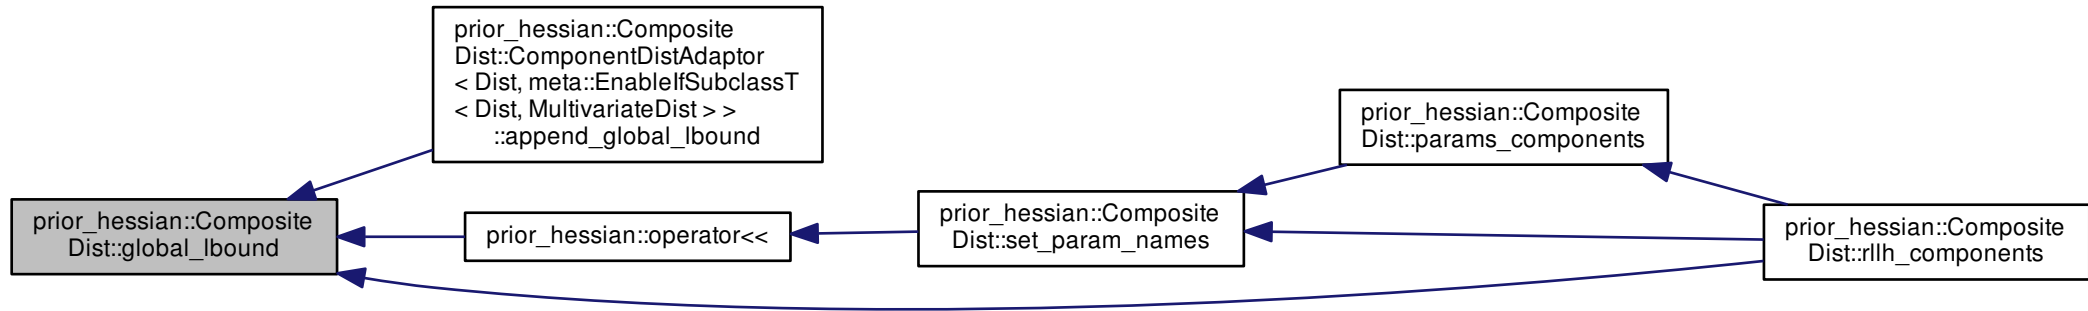 prior_hessian::Composite
Dist::ComponentDistAdaptor
< Dist, meta::EnableIfSubclassT
< Dist, MultivariateDist > >
::append_global_lbound
prior_hessian::Composite
Dist::params_components
prior_hessian::Composite
Dist::global_lbound
prior_hessian::operator<<
prior_hessian::Composite
Dist::set_param_names
prior_hessian::Composite
Dist::rllh_components